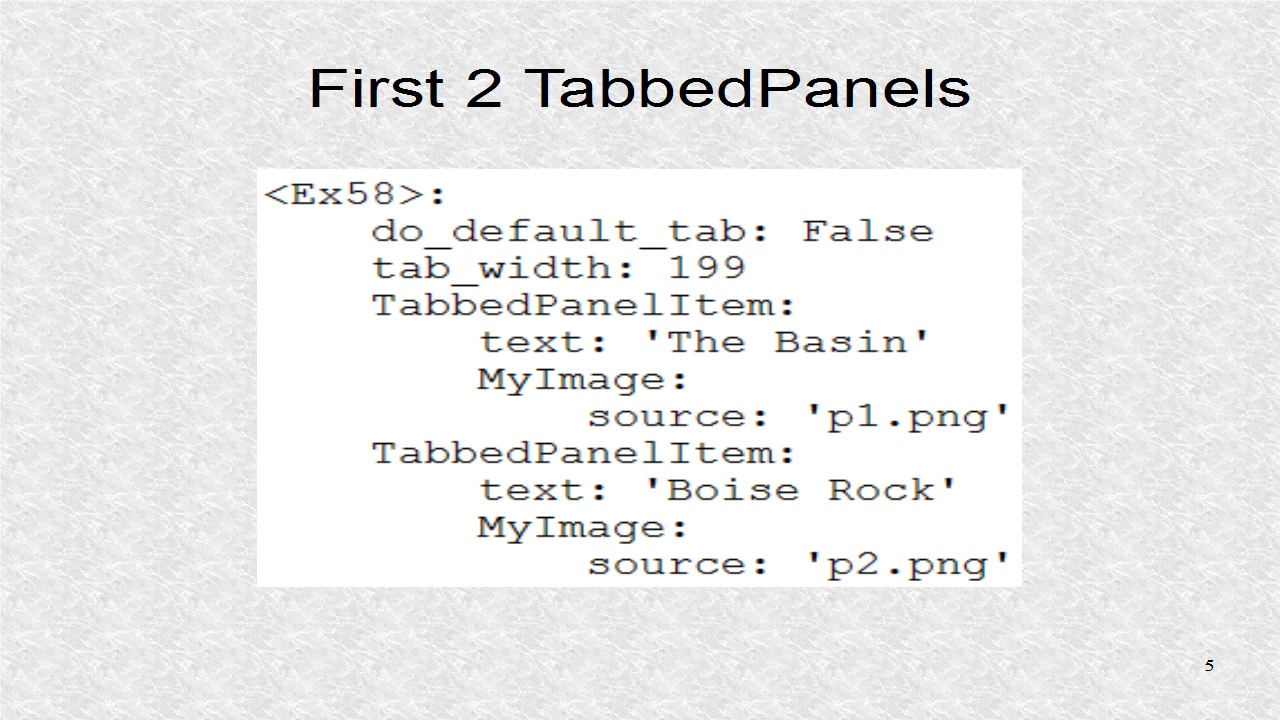 First 2 TabbedPanels
<Ex58>:
    do_default_tab: False
    tab_width: 199
    TabbedPanelItem:
        text: 'The Basin'
        MyImage:
            source: 'p1.png'
    TabbedPanelItem:
        text: 'Boise Rock'
        MyImage:
            source: 'p2.png'
5